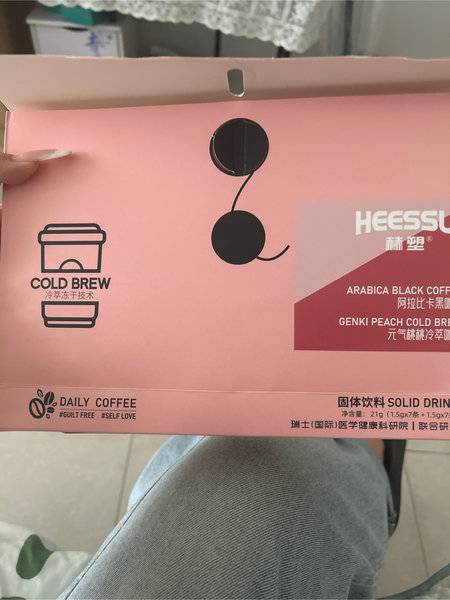 HEESSU
赫塑®
COLD BREW
冷萃冻干技术
ARABICA BLACK COFF
阿拉比卡黑咖
GENKI PEACH COLD BRE
元气桃桃冷萃咖
DAILY COFFEE
#GUILT FREE #SELF LOVE
固体饮料 SOLID DRIN
净含量：21g（1.5gx7条+1.5gx7
瑞士(国际)医学健康科研院｜联合研